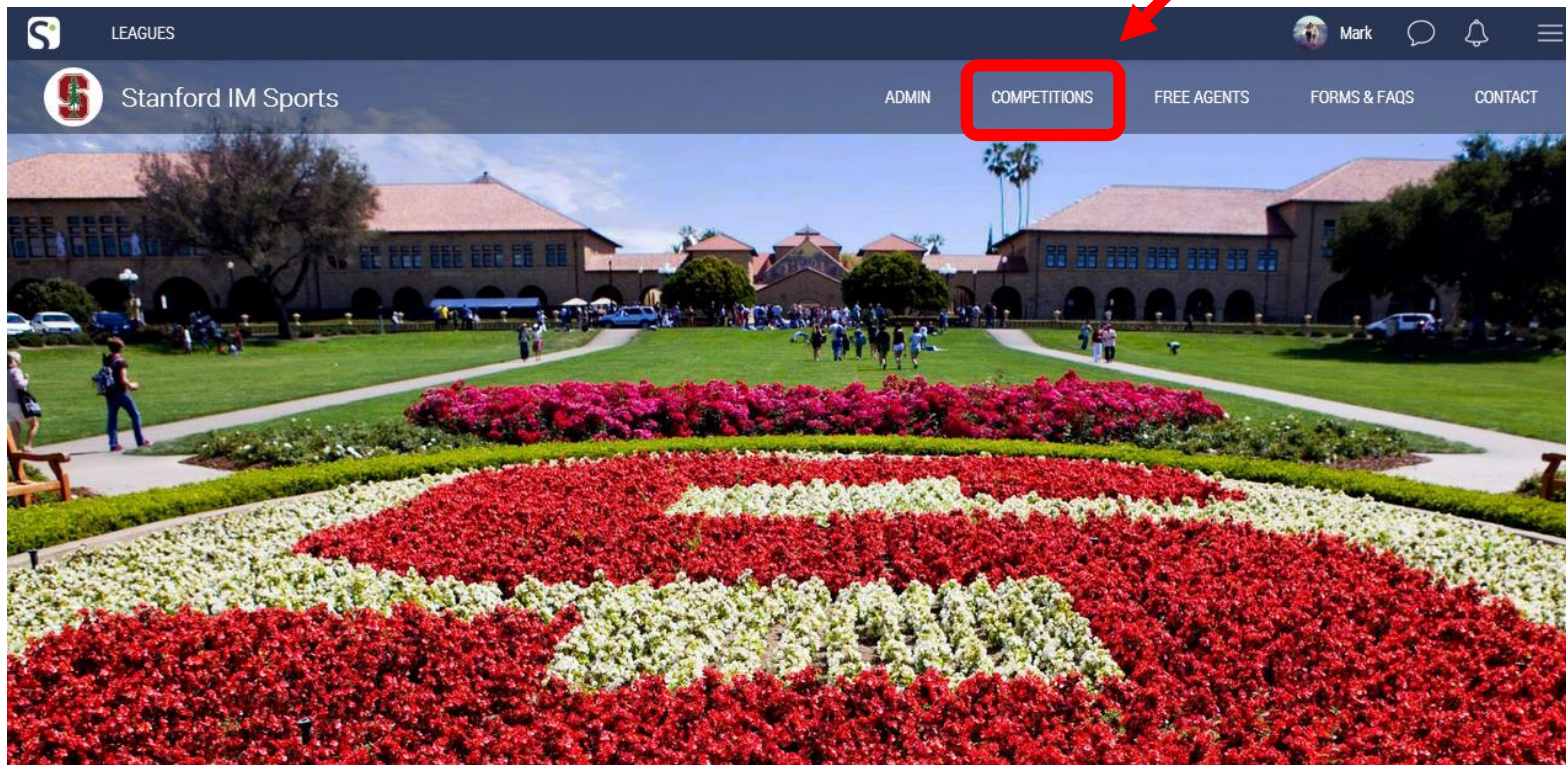 LEAGUES
Mark
Stanford IM Sports
ADMIN
COMPETITIONS
FREE AGENTS
FORMS & FAQS
CONTACT